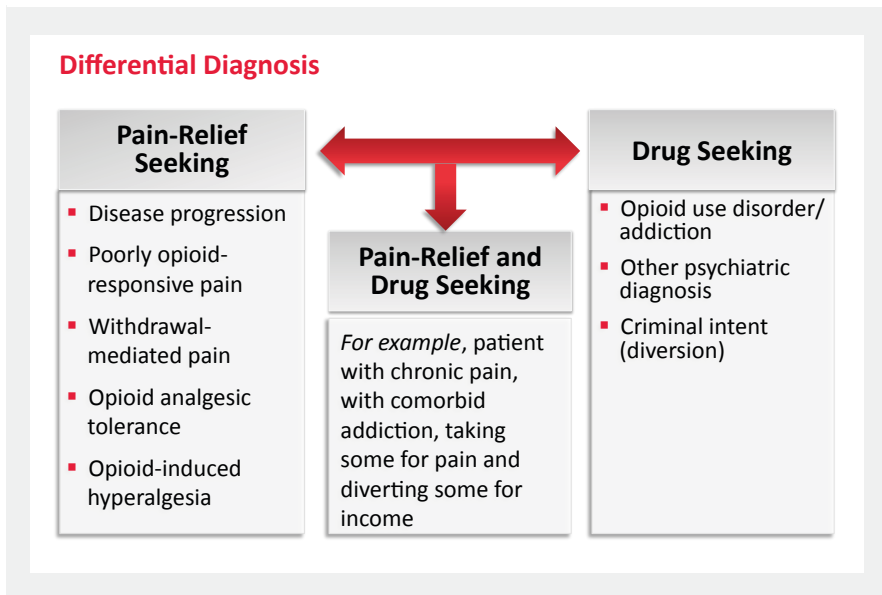 Differential Diagnosis
Pain-Relief
Seeking
Disease progression
Poorly opioid-
responsive pain
Withdrawal-
mediated pain
Opioid analgesic
tolerance
Opioid-induced
hyperalgesia
Pain-Relief and
Drug Seeking
For example, patient
with chronic pain,
with comorbid
addiction, taking
some for pain and
diverting some for
income
Drug Seeking
Opioid use disorder/
addiction
Other psychiatric
diagnosis
Criminal intent
(diversion)